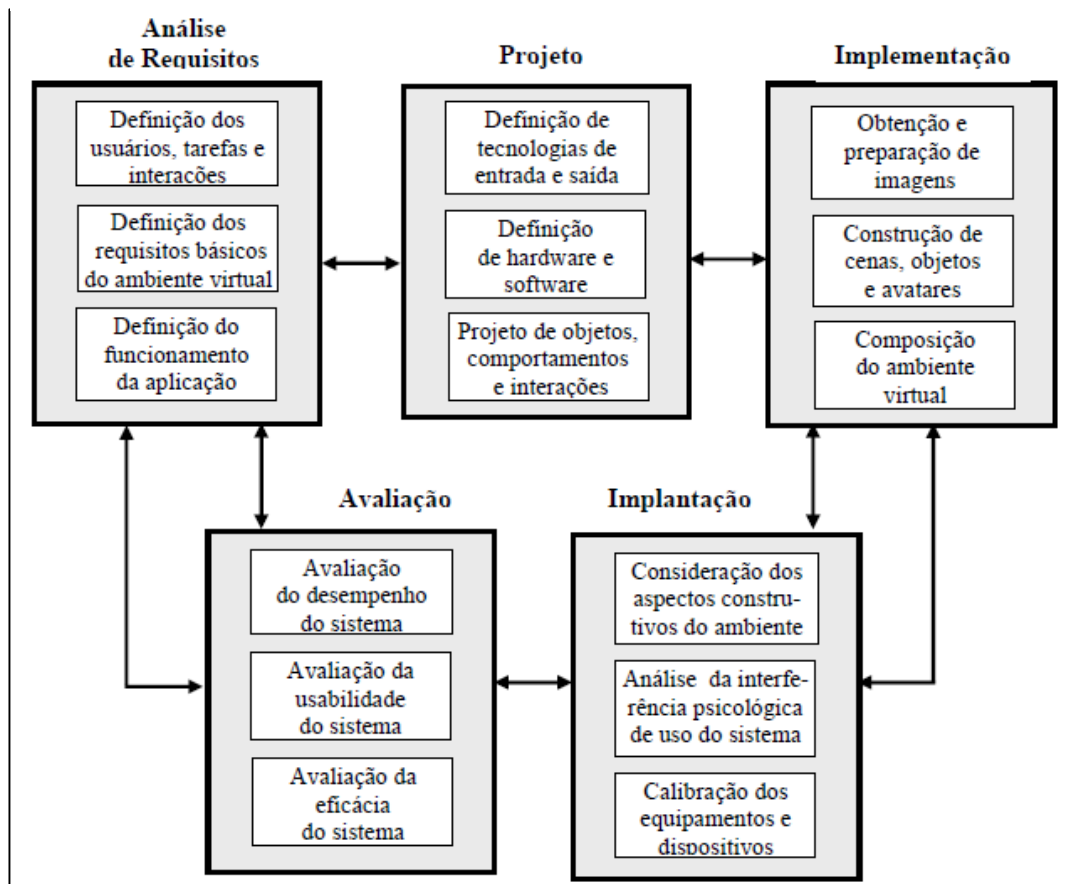 Análise
de Requisitos
Definição dos
usuários, tarefas e
interações
Definição dos
requisitos básicos
do ambiente virtual
Definição do
funcionamento
da aplicação
Projeto
Definição de
tecnologias de
entrada e saída
Definição
de hardware e
software
Projeto de objetos,
comportamentos
e interações
Implementação
Obtenção e
preparação de
imagens
Construção de
cenas, objetos
e avatares
Composição
do ambiente
virtual
Avaliação
Avaliação
do desempenho
do sistema
Avaliação da
usabilidade
do sistema
Avaliação da
eficácia
do sistema
Implantação
Consideração dos
aspectos constru-
tivos do ambiente
Análise da interfe-
rência psicológica
de uso do sistema
Calibração dos
equipamentos e
dispositivos